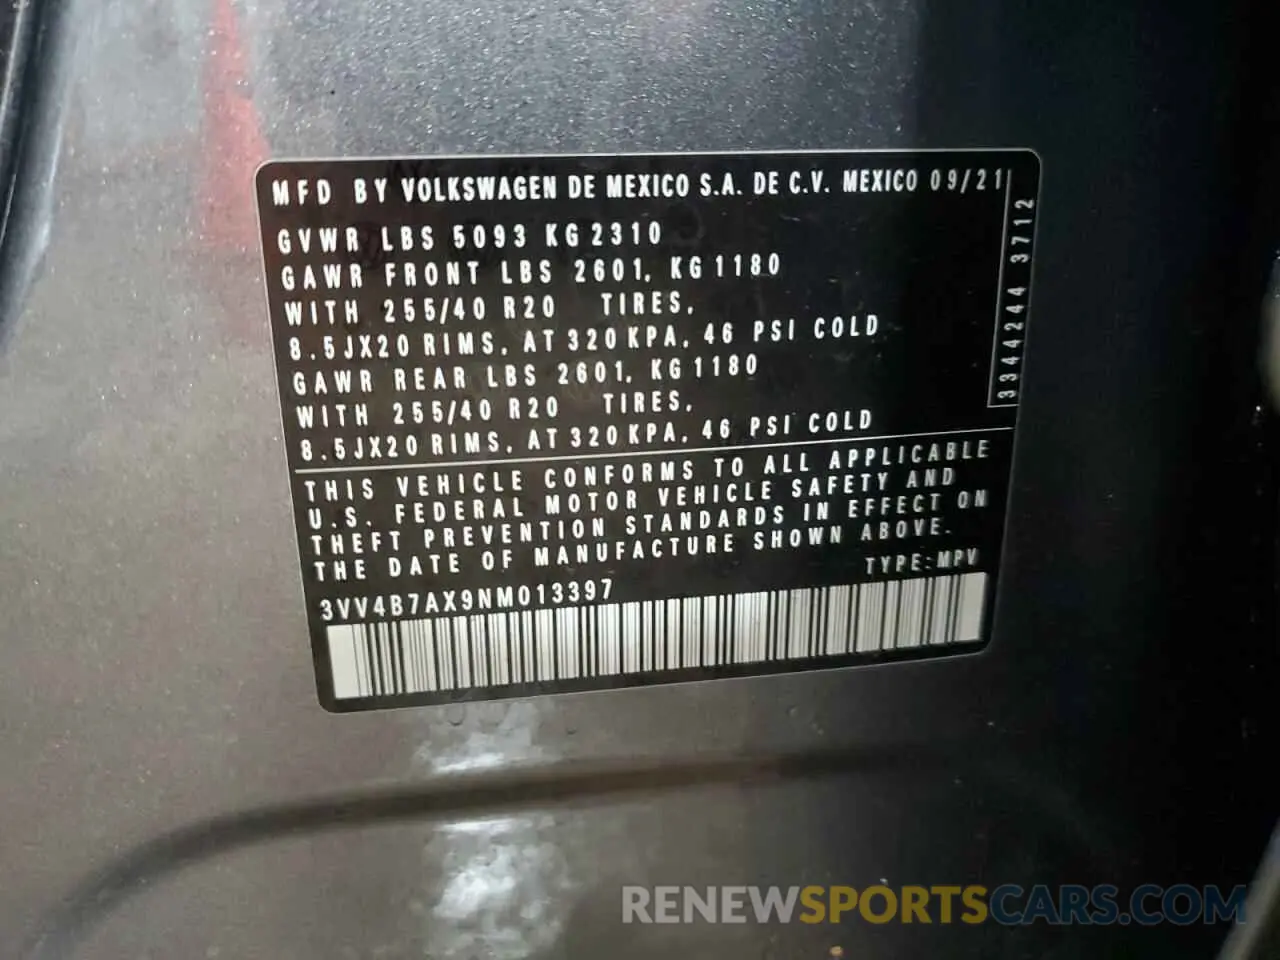 MFD BY VOLKSWAGEN DE MEXICO S.A. DE C.V. MEXICO 09/21
GVWR LBS 5093 KG 2310
GAWR FRONT LBS 2601, KG 1180
WITH 255/40 R20 TIRES,
8.5JX20 RIMS, AT 320 KPA, 46 PSI COLD
GAWR REAR LBS 2601, KG 1180
WITH 255/40 R20 TIRES,
8.5JX20 RIMS, AT 320 KPA, 46 PSI COLD
3344244 3712
THIS VEHICLE CONFORMS TO ALL APPLICABLE
U.S. FEDERAL MOTOR VEHICLE SAFETY AND
THEFT PREVENTION STANDARDS IN EFFECT ON
THE DATE OF MANUFACTURE SHOWN ABOVE.
TYPE: MPV
3VV4B7AX9NM013397
RENEWSPORTSCARS.COM